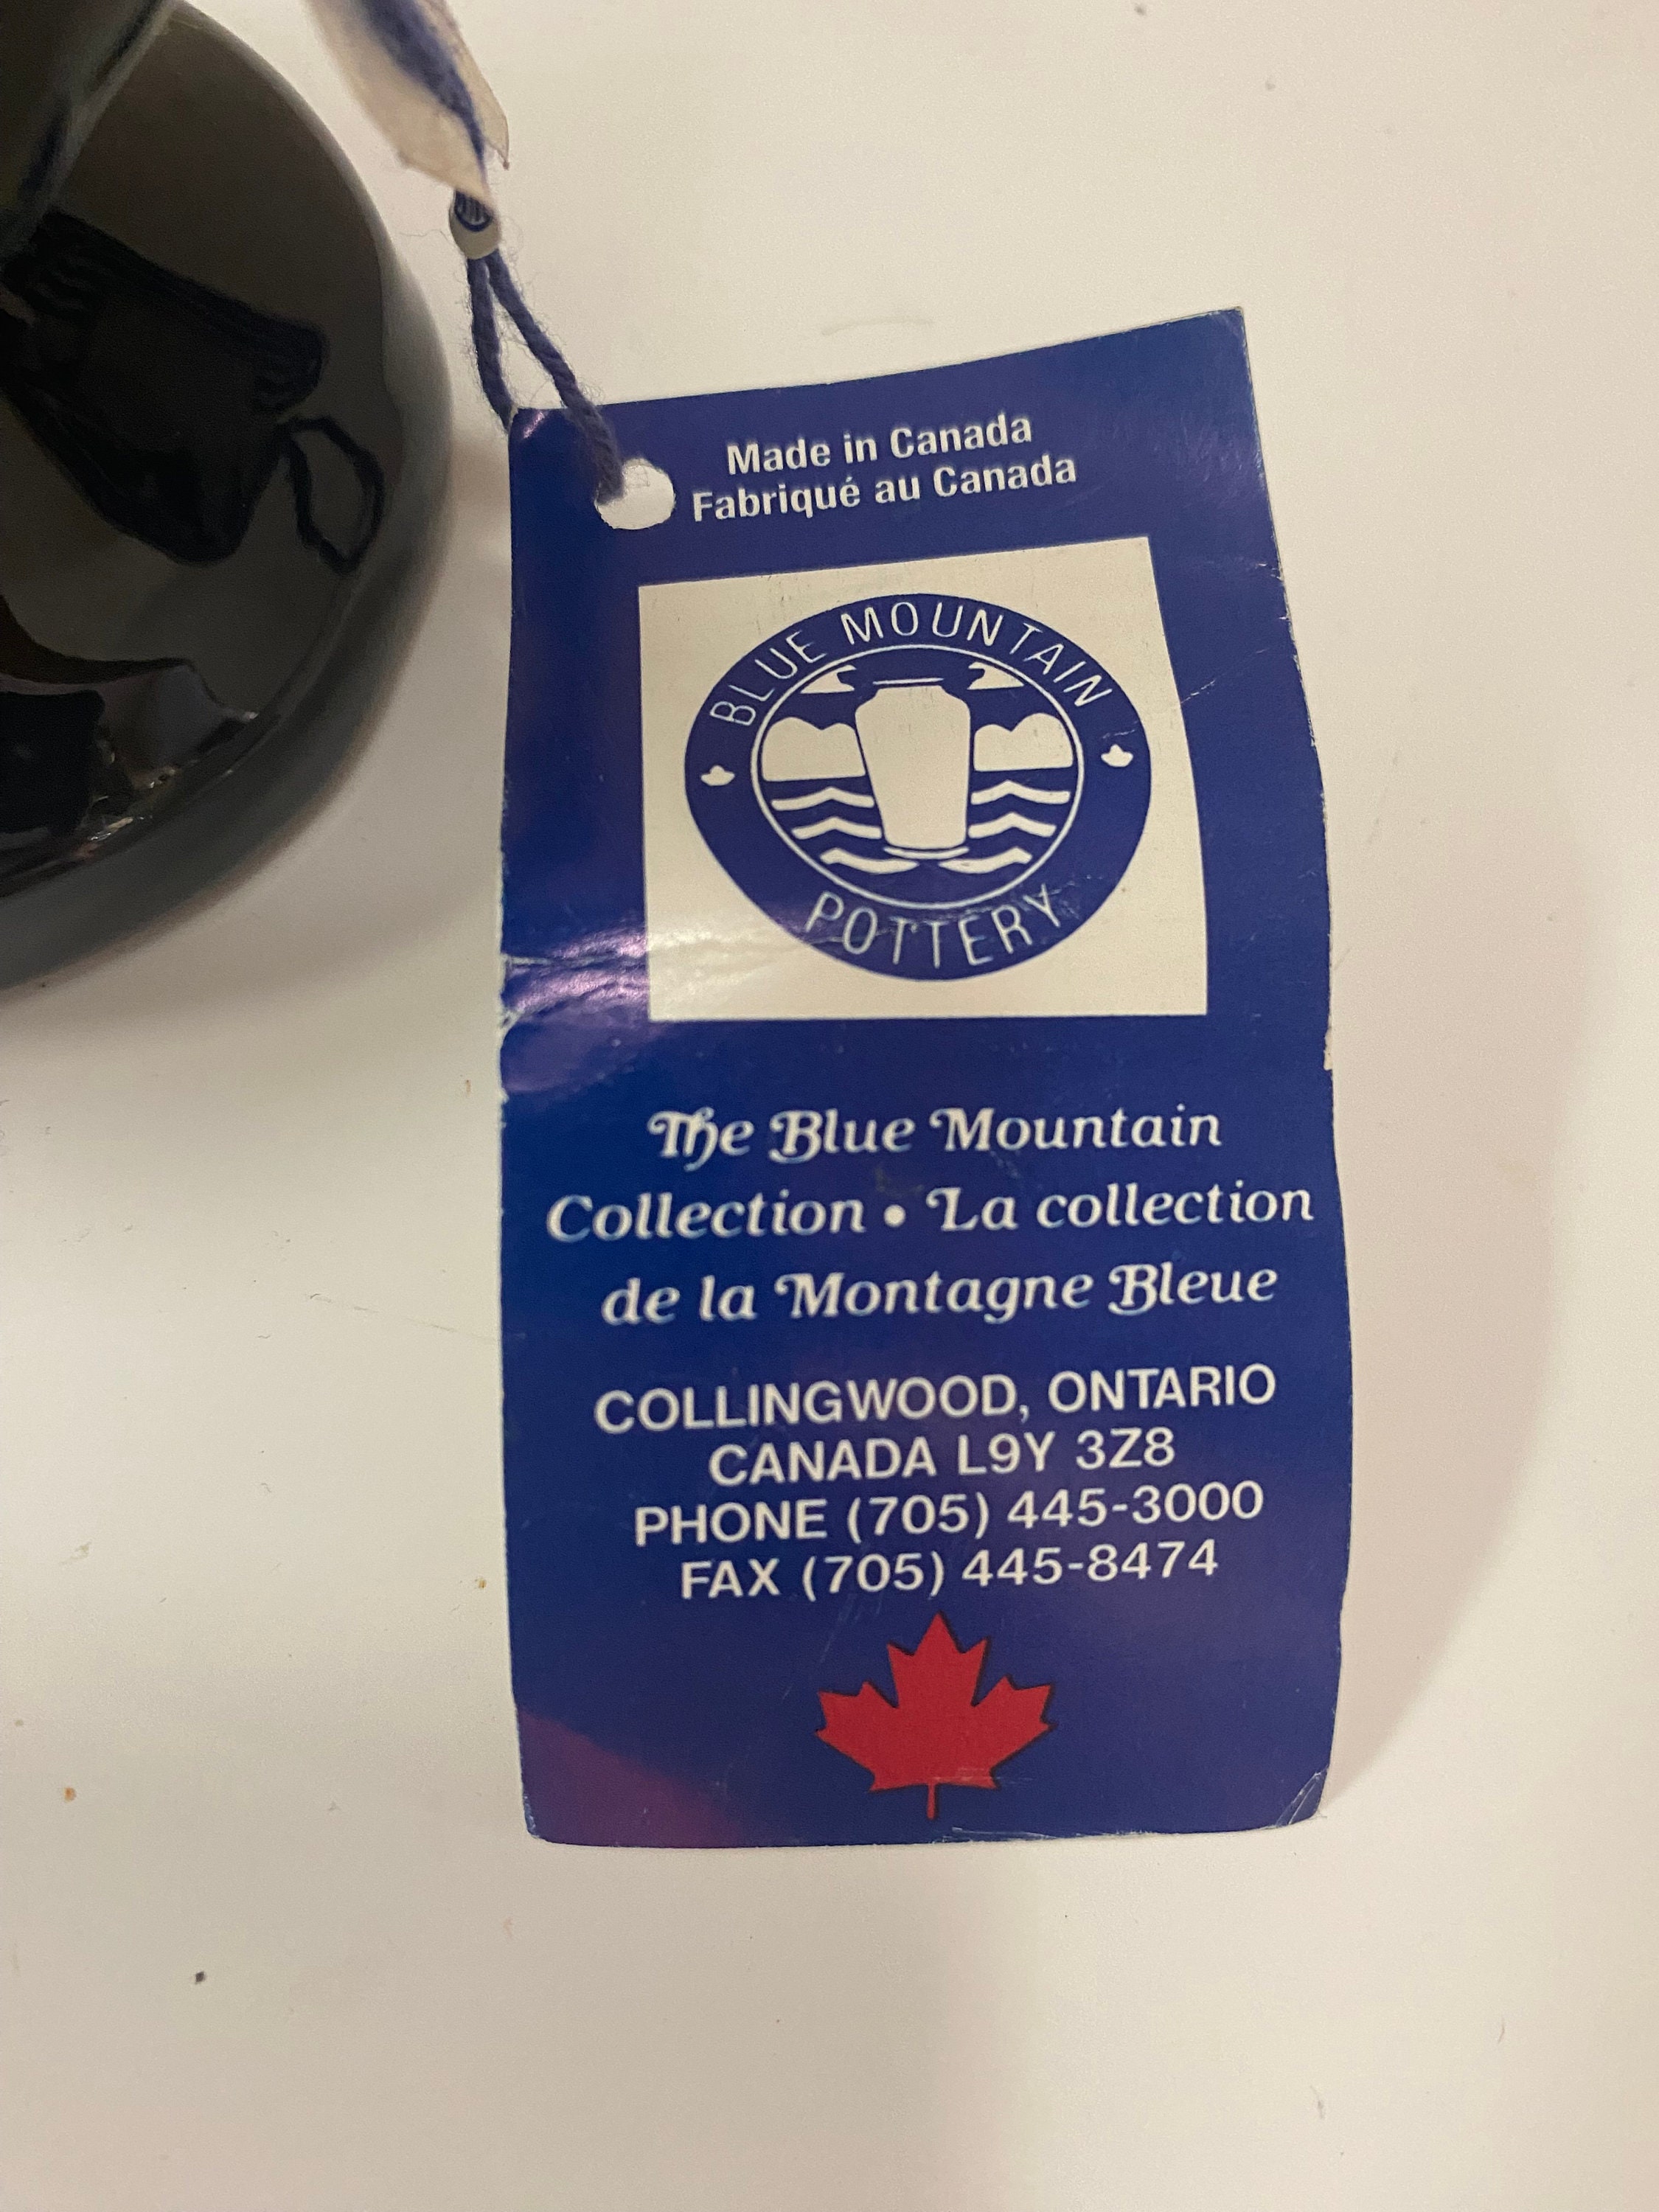 Made in Canada
Fabriqué au Canada
BLUE MOUNTAIN
POTTERY
The Blue Mountain
Collection • La collection
de la Montagne Bleue
COLLINGWOOD, ONTARIO
CANADA L9Y 3Z8
PHONE (705) 445-3000
FAX (705) 445-8474